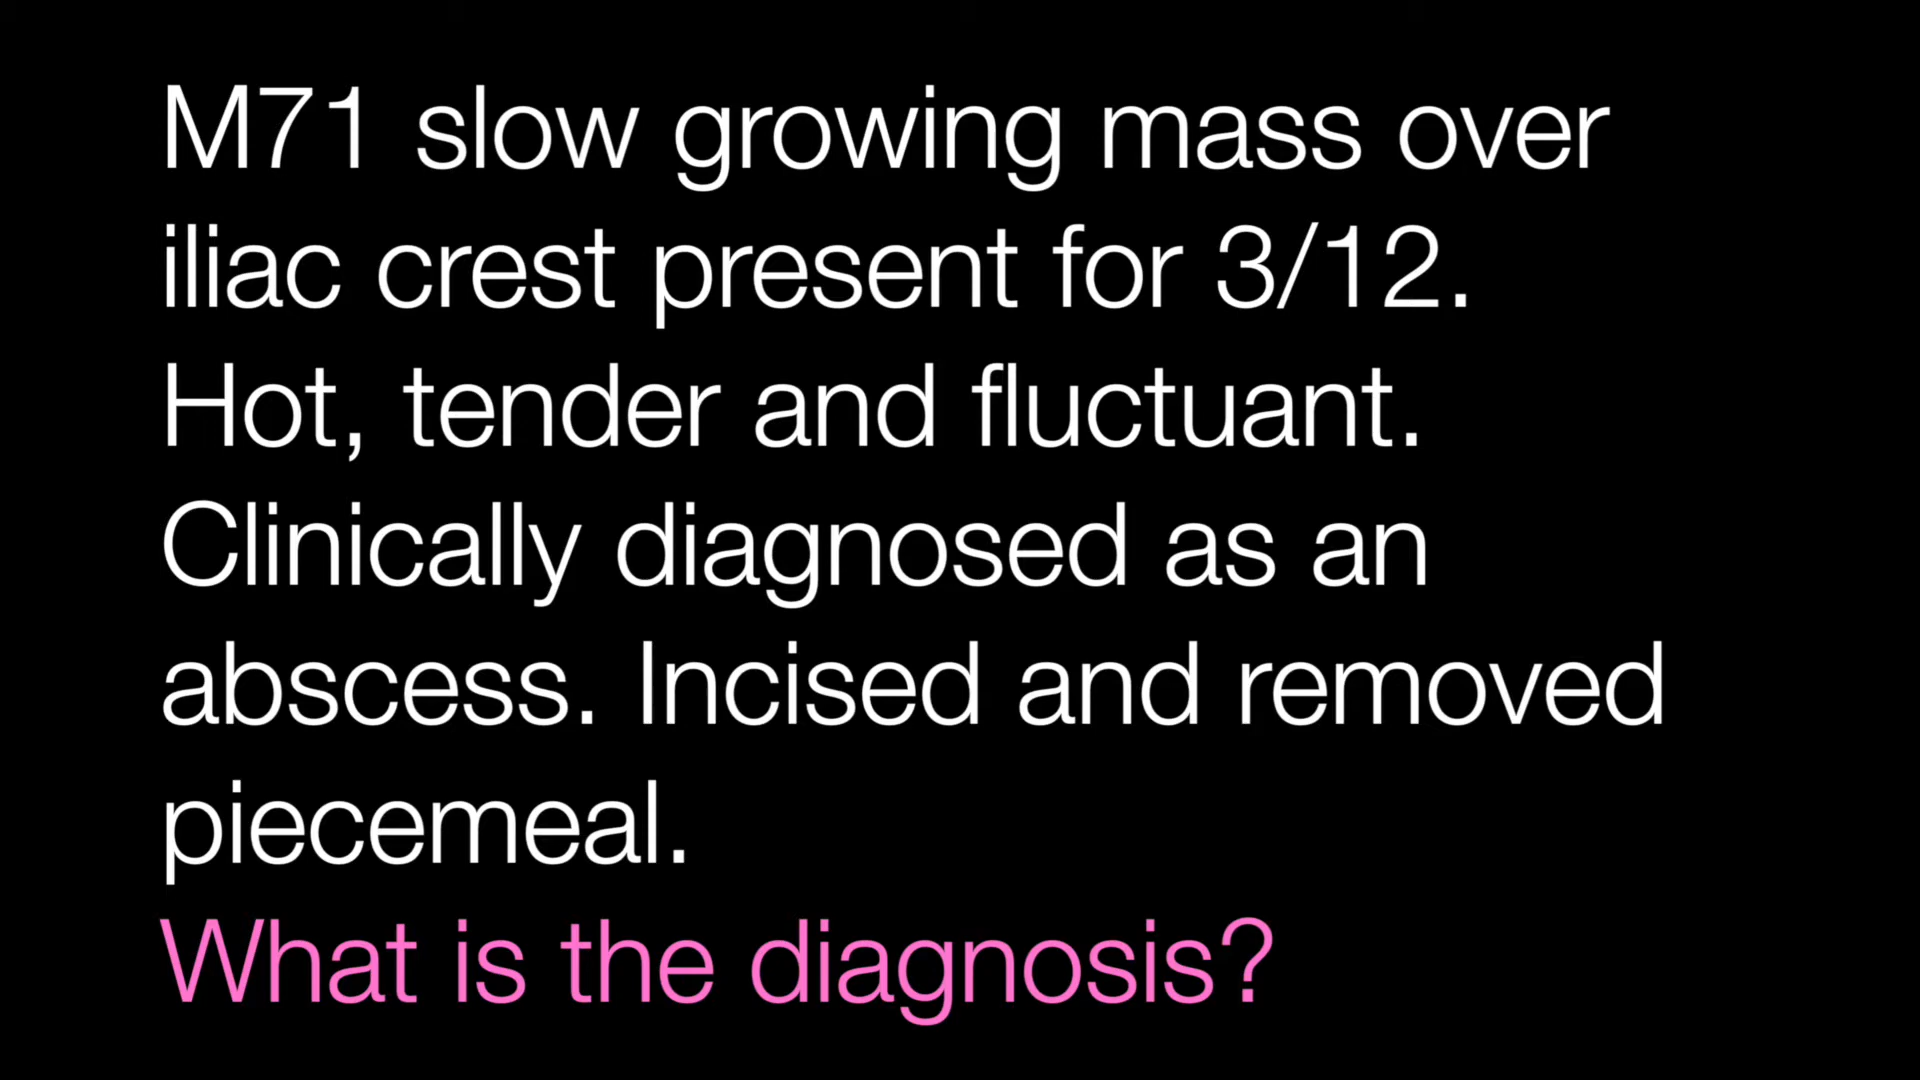 M71 slow growing mass over
iliac crest present for 3/12.
Hot, tender and fluctuant.
Clinically diagnosed as an
abscess. Incised and removed
piecemeal.
What is the diagnosis?